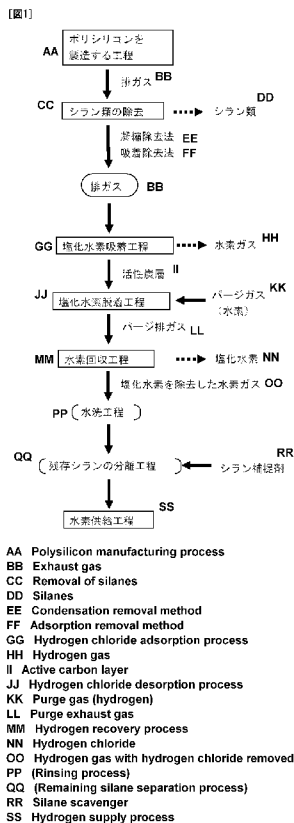 [図1]
ポリシリコンを
AA
製造する工程
排ガス BB
CC シラン類の除去 シラン類 DD
凝縮除去法 EE
吸着除去法 FF
排ガス BB
GG 塩化水素吸着工程 水素ガス HH
活性炭層 II
JJ 塩化水素脱着工程 パージガス KK
(水素)
パージ排ガス LL
MM 水素回収工程 塩化水素 NN
塩化水素を除去した水素ガス OO
PP (水洗工程)
QQ (残存シランの分離工程) シラン捕捉剤 RR
SS
水素供給工程
AA Polysilicon manufacturing process
BB Exhaust gas
CC Removal of silanes
DD Silanes
EE Condensation removal method
FF Adsorption removal method
GG Hydrogen chloride adsorption process
HH Hydrogen gas
II Active carbon layer
JJ Hydrogen chloride desorption process
KK Purge gas (hydrogen)
LL Purge exhaust gas
MM Hydrogen recovery process
NN Hydrogen chloride
OO Hydrogen gas with hydrogen chloride removed
PP (Rinsing process)
QQ (Remaining silane separation process)
RR Silane scavenger
SS Hydrogen supply process